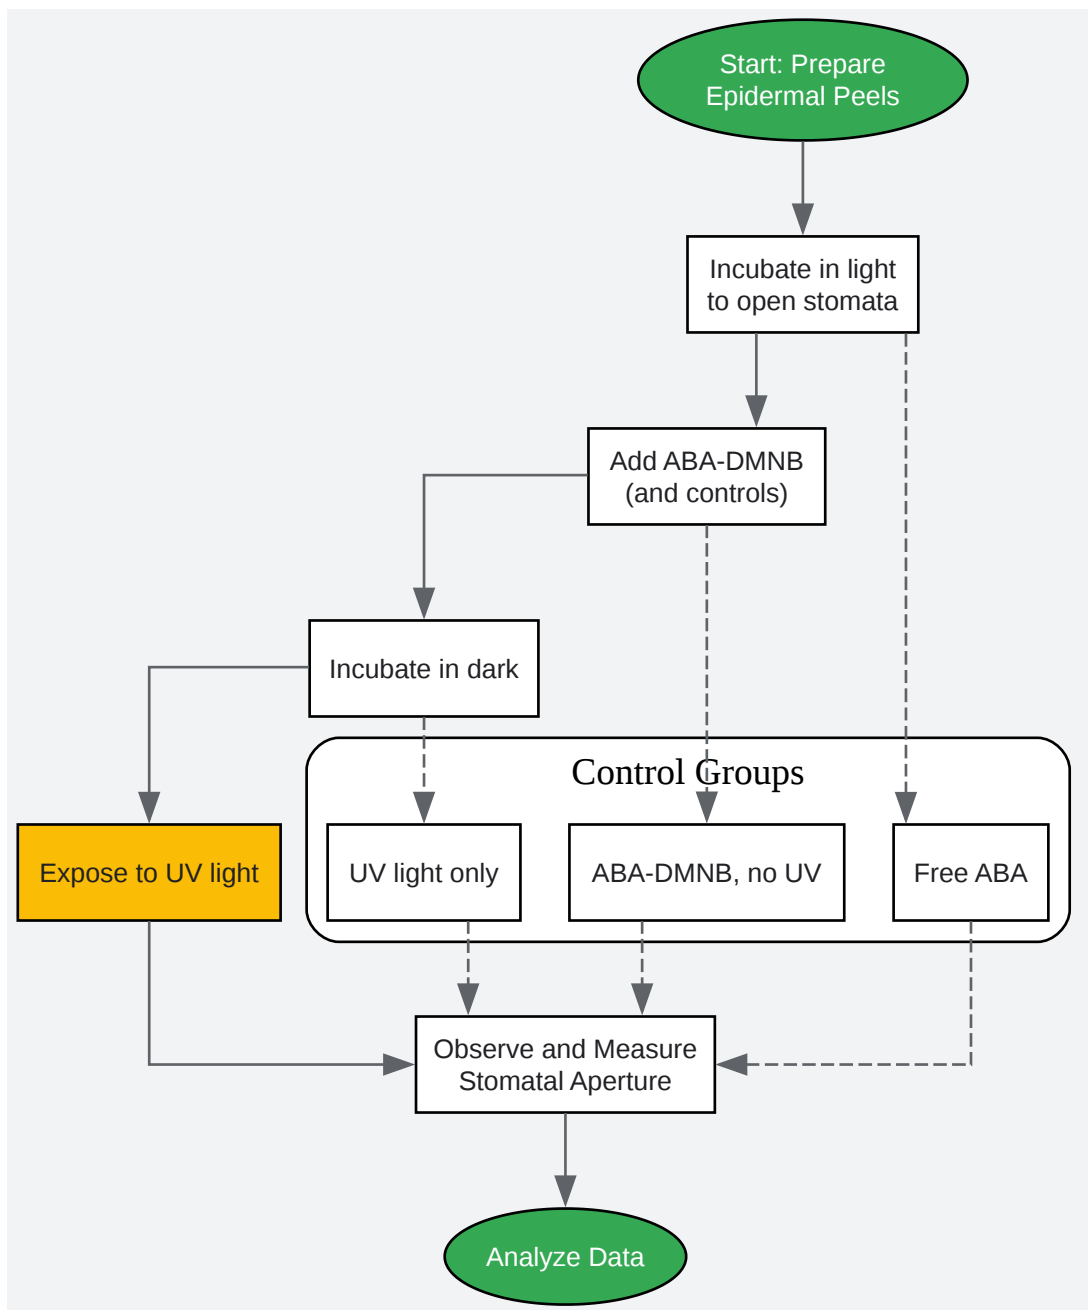 Start: Prepare
Epidermal Peels
Incubate in light
to open stomata
Add ABA-DMNB
(and controls)
Incubate in dark
Control Groups
Expose to UV light
UV light only
ABA-DMNB, no UV
Free ABA
Observe and Measure
Stomatal Aperture
Analyze Data